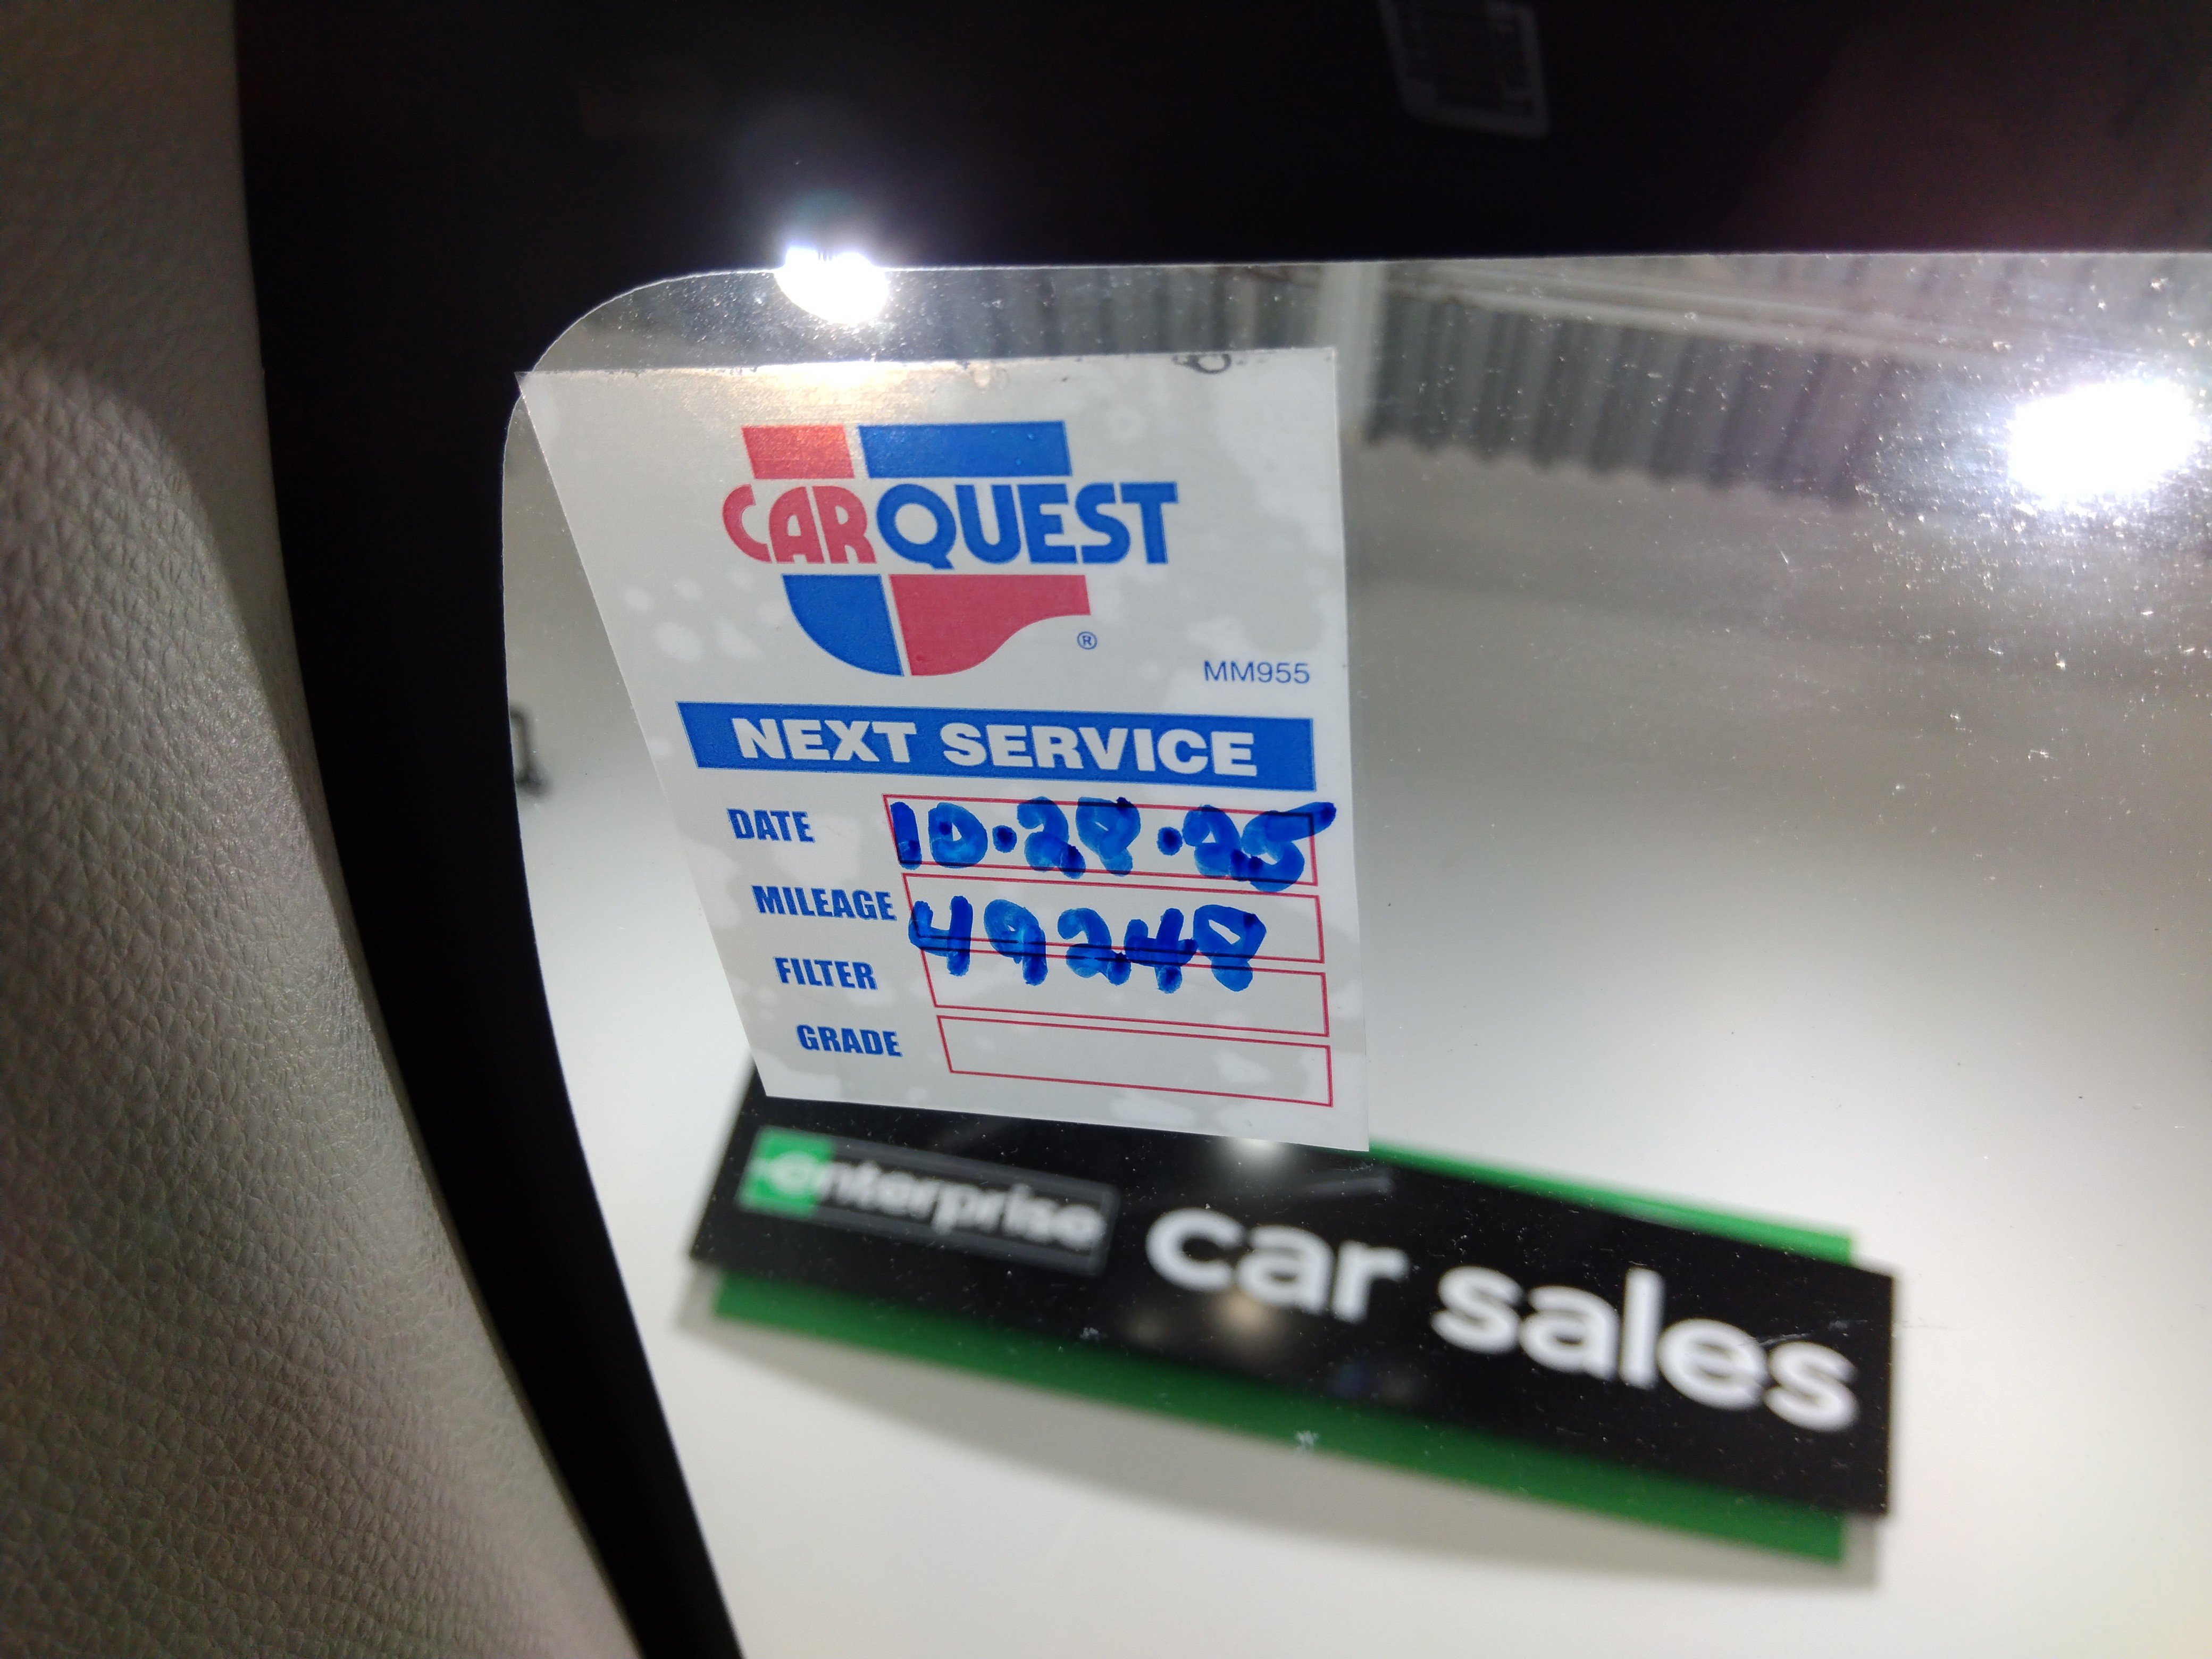 CARQUEST
®
MM955
NEXT SERVICE
DATE 10.28.25
MILEAGE 49248
FILTER
GRADE
enterprise car sales